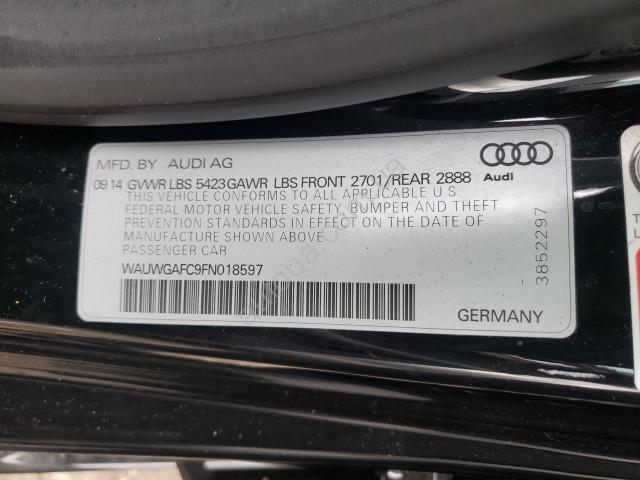 MFD. BY AUDI AG
09 14 GVWR LBS 5423 GAWR LBS FRONT 2701/REAR 2888
Audi
THIS VEHICLE CONFORMS TO ALL APPLICABLE U S
FEDERAL MOTOR VEHICLE SAFETY, BUMPER AND THEFT
PREVENTION STANDARDS IN EFFECT ON THE DATE OF
MANUFACTURE SHOWN ABOVE
PASSENGER CAR
WAUWGAFC9FN018597
3852297
GERMANY